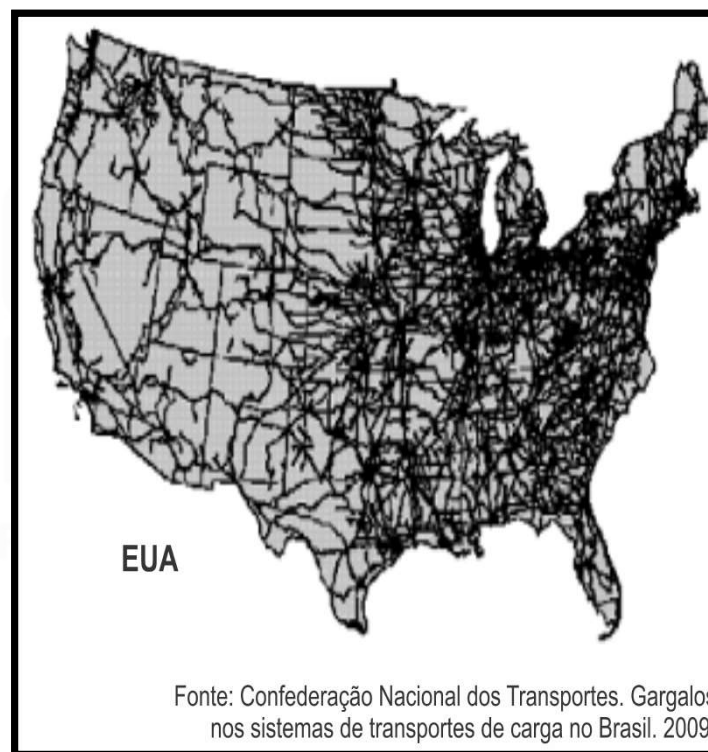 EUA
Fonte: Confederação Nacional dos Transportes. Gargalos
nos sistemas de transportes de carga no Brasil. 2009